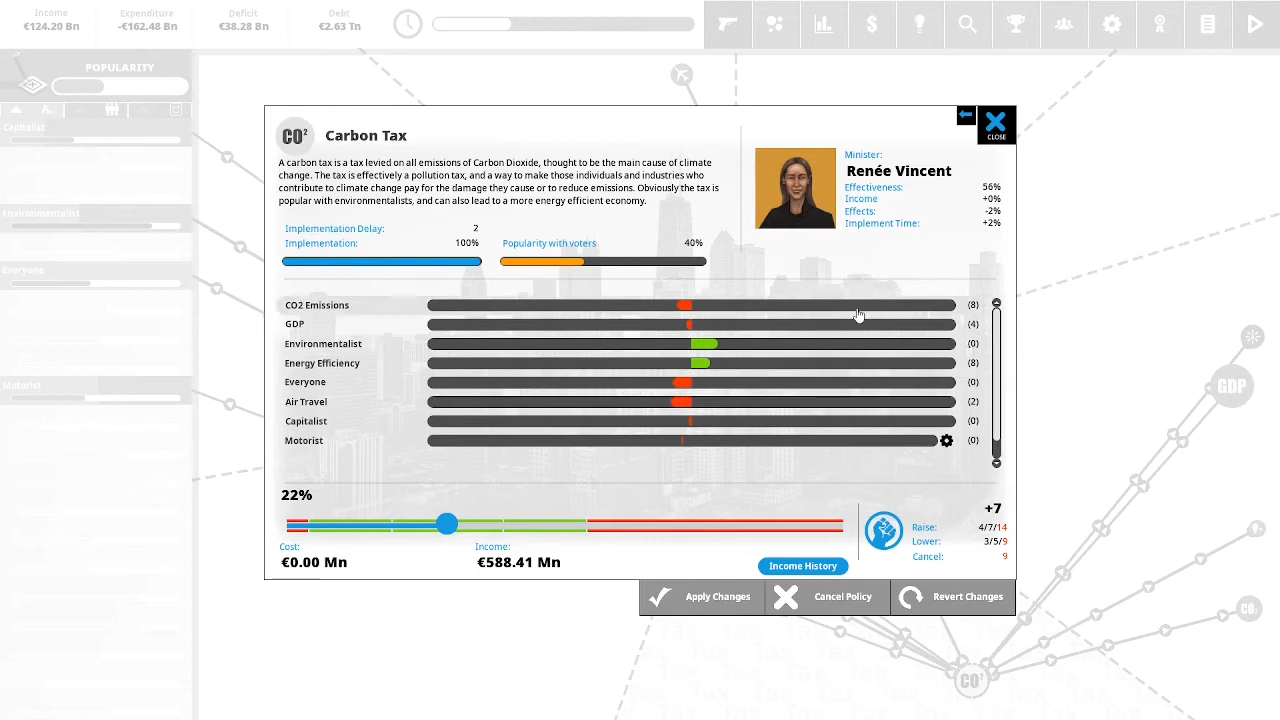 Income
€124.20 Bn
Expenditure
-€162.48 Bn
Deficit
€38.28 Bn
Debt
€2.63 Tn
POPULARITY
Capitalist
Environmentalist
Everyone
Motorist
CO²
Carbon Tax
CLOSE
A carbon tax is a tax levied on all emissions of Carbon Dioxide, thought to be the main cause of climate
change. The tax is effectively a pollution tax, and a way to make those individuals and industries who
contribute to climate change pay for the damage they cause or to reduce emissions. Obviously the tax is
popular with environmentalists, and can also lead to a more energy efficient economy.
Minister:
Renée Vincent
Effectiveness: 56%
Income +0%
Effects: -2%
Implement Time: +2%
Implementation Delay: 2
Implementation: 100%
Popularity with voters 40%
CO2 Emissions (8)
GDP (4)
Environmentalist (0)
Energy Efficiency (8)
Everyone (0)
Air Travel (2)
Capitalist (0)
Motorist (0)
22%
Cost:
€0.00 Mn
Income:
€588.41 Mn
Income History
+7
Raise: 4/7/14
Lower: 3/5/9
Cancel: 9
Apply Changes
Cancel Policy
Revert Changes
GDP
CO²